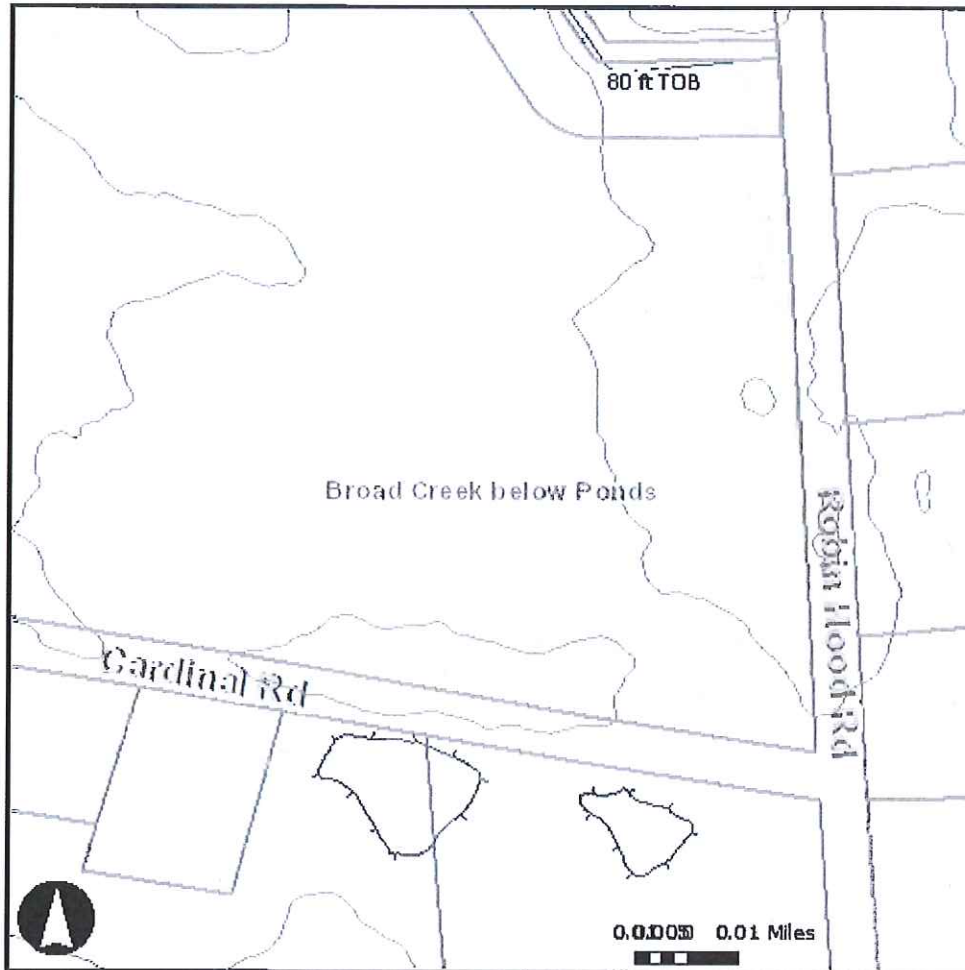 80 ft TOB
Broad Creek below Ponds
Robin Hood Rd
Cardinal Rd
0.01 Miles